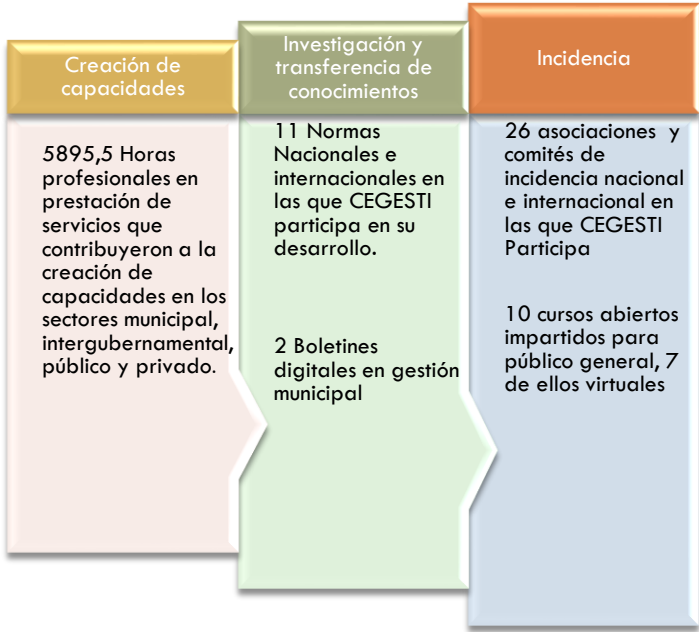 Creación de
capacidades
5895,5 Horas
profesionales en
prestación de
servicios que
contribuyeron a la
creación de
capacidades en los
sectores municipal,
intergubernamental,
público y privado.
Investigación y
transferencia de
conocimientos
11 Normas
Nacionales e
internacionales en
las que CEGESTI
participa en su
desarrollo.
2 Boletines
digitales en gestión
municipal
Incidencia
26 asociaciones y
comités de
incidencia nacional
e internacional en
las que CEGESTI
Participa
10 cursos abiertos
impartidos para
público general, 7
de ellos virtuales